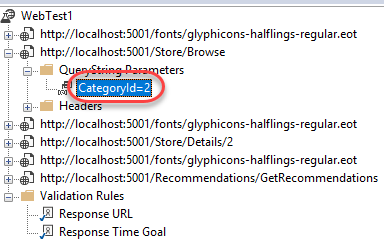 WebTest1
http://localhost:5001/fonts/glyphicons-halflings-regular.eot
http://localhost:5001/Store/Browse
QueryString Parameters
CategoryId=2
Headers
http://localhost:5001/fonts/glyphicons-halflings-regular.eot
http://localhost:5001/Store/Details/2
http://localhost:5001/fonts/glyphicons-halflings-regular.eot
http://localhost:5001/Recommendations/GetRecommendations
Validation Rules
Response URL
Response Time Goal